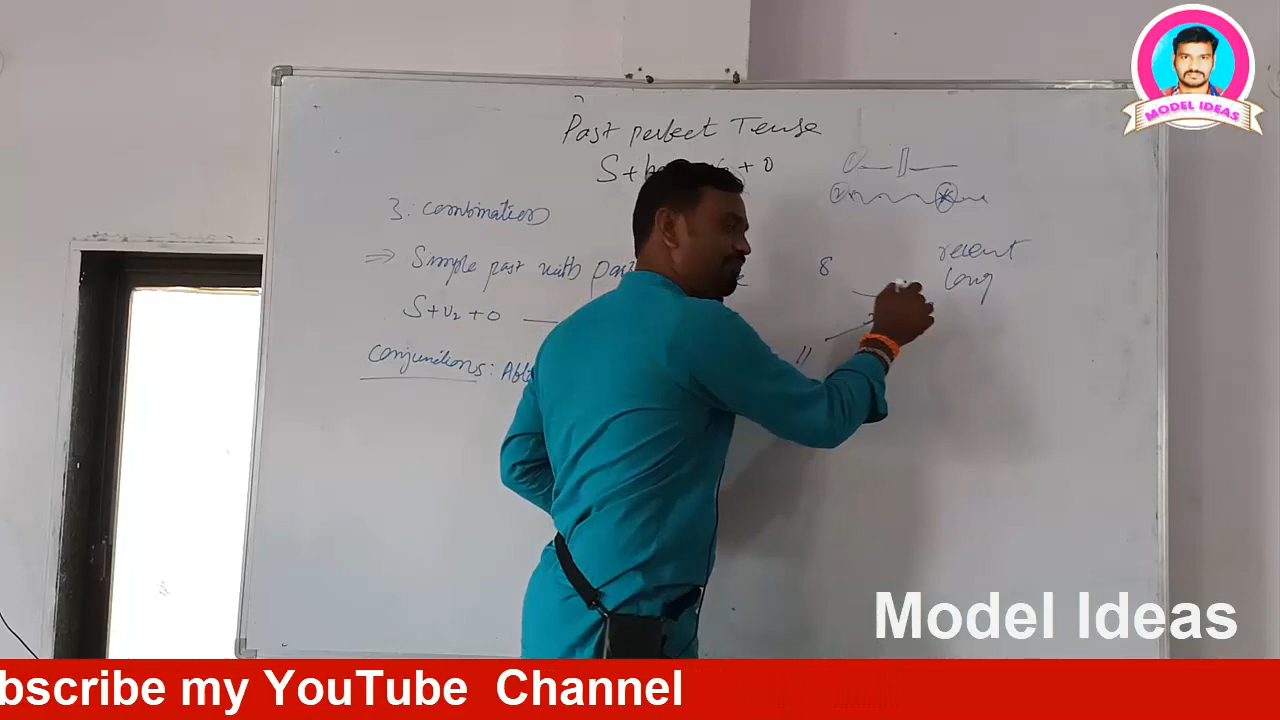 MODEL IDEAS
Past perfect Tense
S+ + O
3. Combination
⇒ Simple past with
S+V2+O
recent
long
8
Conjunctions:
11
Model Ideas
bscribe my YouTube Channel